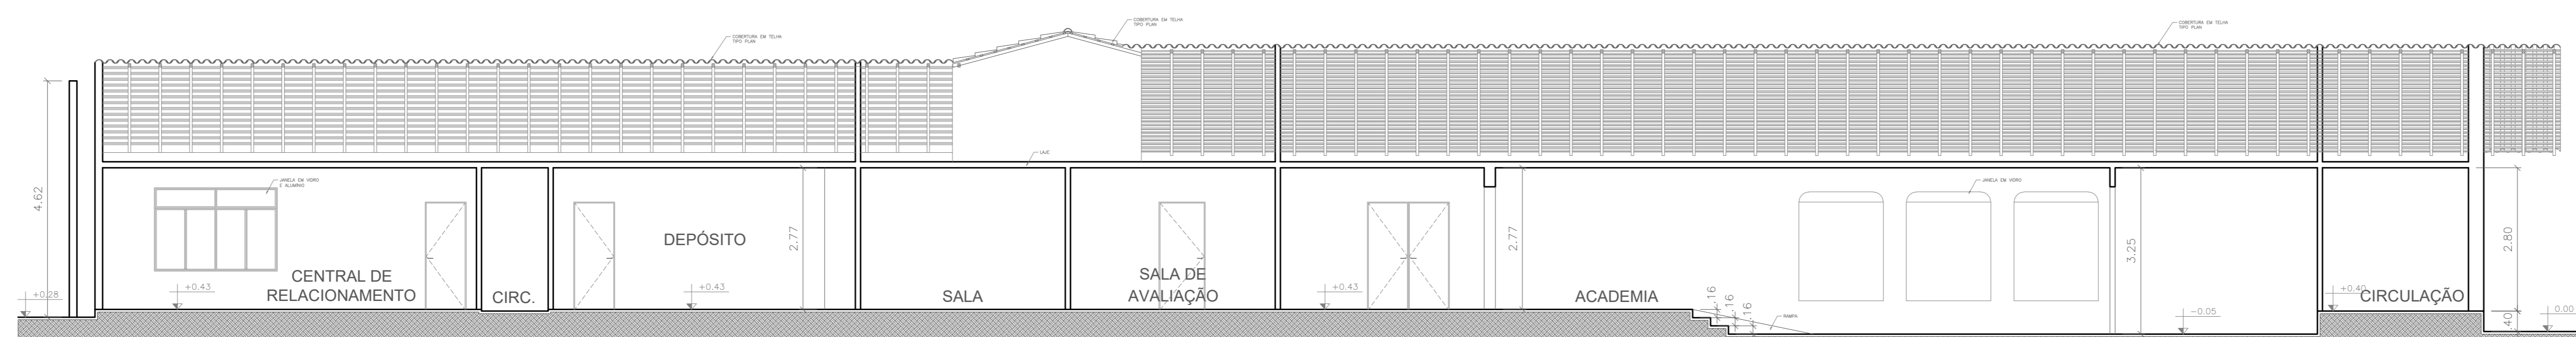 COBERTURA EM TELHA
TIPO PLAN
COBERTURA EM TELHA
TIPO PLAN
COBERTURA EM TELHA
TIPO PLAN
LAJE
4.62
+0.28
JANELA EM VIDRO
E ALUMÍNIO
CENTRAL DE
RELACIONAMENTO
+0.43
CIRC.
DEPÓSITO
+0.43
2.77
SALA
SALA DE
AVALIAÇÃO
+0.43
2.77
ACADEMIA
.16
.16
.16
RAMPA
JANELA EM VIDRO
3.25
-0.05
+0.40
CIRCULAÇÃO
2.80
.40
0.00